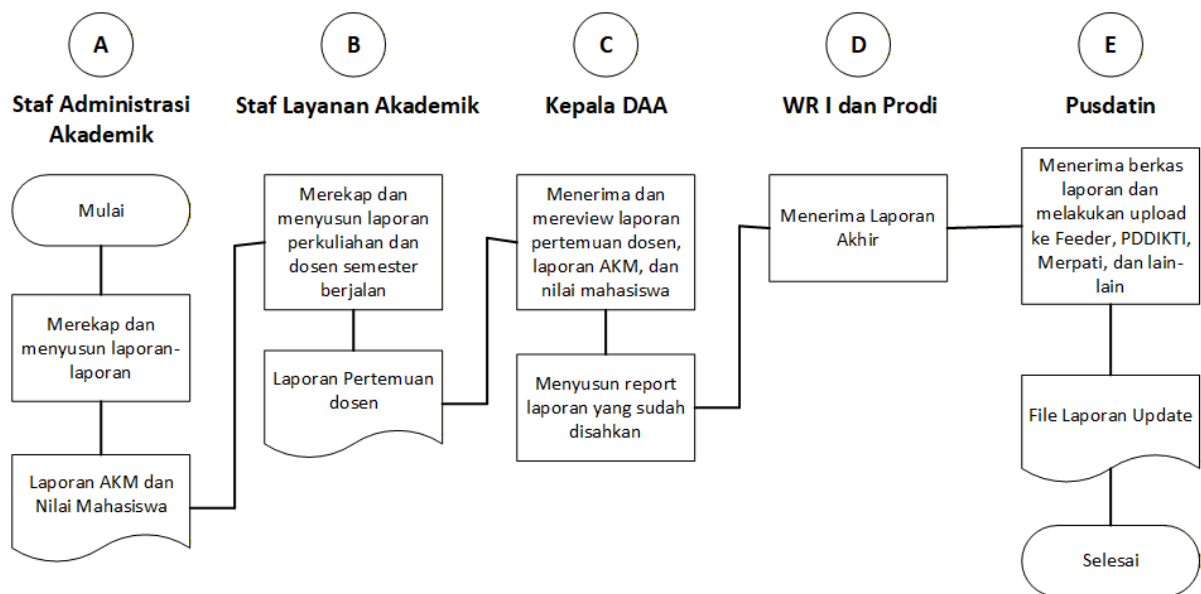 A
B
C
D
E
Staf Administrasi
Akademik
Staf Layanan Akademik
Kepala DAA
WR I dan Prodi
Pusdatin
Mulai
Merekap dan
menyusun laporan-
laporan
Laporan AKM dan
Nilai Mahasiswa
Merekap dan
menyusun laporan
perkuliahan dan
dosen semester
berjalan
Laporan Pertemuan
dosen
Menerima dan
mereview laporan
pertemuan dosen,
laporan AKM, dan
nilai mahasiswa
Menyusun report
laporan yang sudah
disahkan
Menerima Laporan
Akhir
Menerima berkas
laporan dan
melakukan upload
ke Feeder, PDDIKTI,
Merpati, dan lain-
lain
File Laporan Update
Selesai